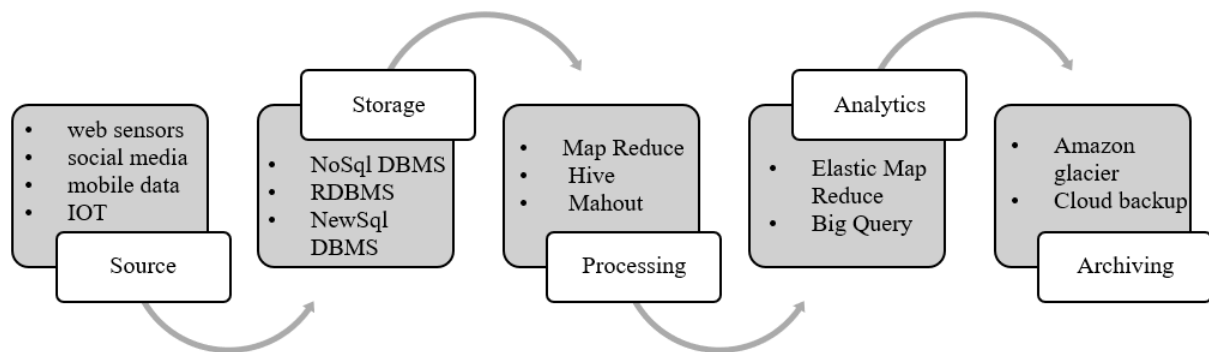 • web sensors
• social media
• mobile data
• IOT
Source
Storage
• NoSql DBMS
• RDBMS
• NewSql
DBMS
• Map Reduce
• Hive
• Mahout
Processing
Analytics
• Elastic Map
Reduce
• Big Query
• Amazon
glacier
• Cloud backup
Archiving